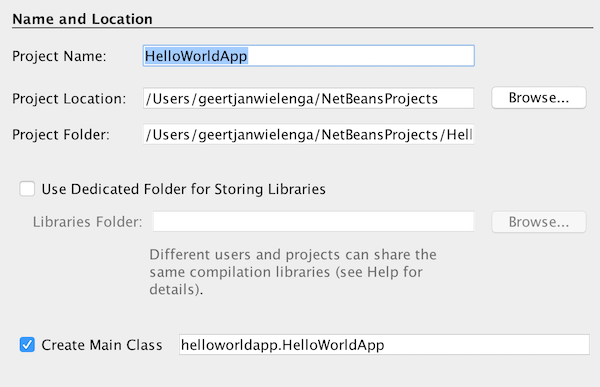 Name and Location
Project Name: HelloWorldApp
Project Location: /Users/geertjanwielenga/NetBeansProjects Browse...
Project Folder: /Users/geertjanwielenga/NetBeansProjects/Hell
Use Dedicated Folder for Storing Libraries
Libraries Folder: Browse...
Different users and projects can share the
same compilation libraries (see Help for
details).
Create Main Class helloworldapp.HelloWorldApp